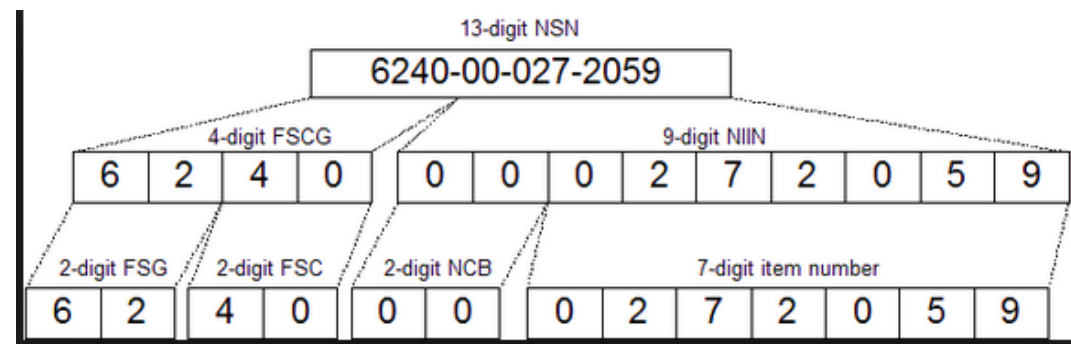 13-digit NSN
6240-00-027-2059
4-digit FSCG 9-digit NIIN
6 2 4 0 0 0 0 2 7 2 0 5 9
2-digit FSG 2-digit FSC 2-digit NCB 7-digit item number
6 2 4 0 0 0 0 2 7 2 0 5 9